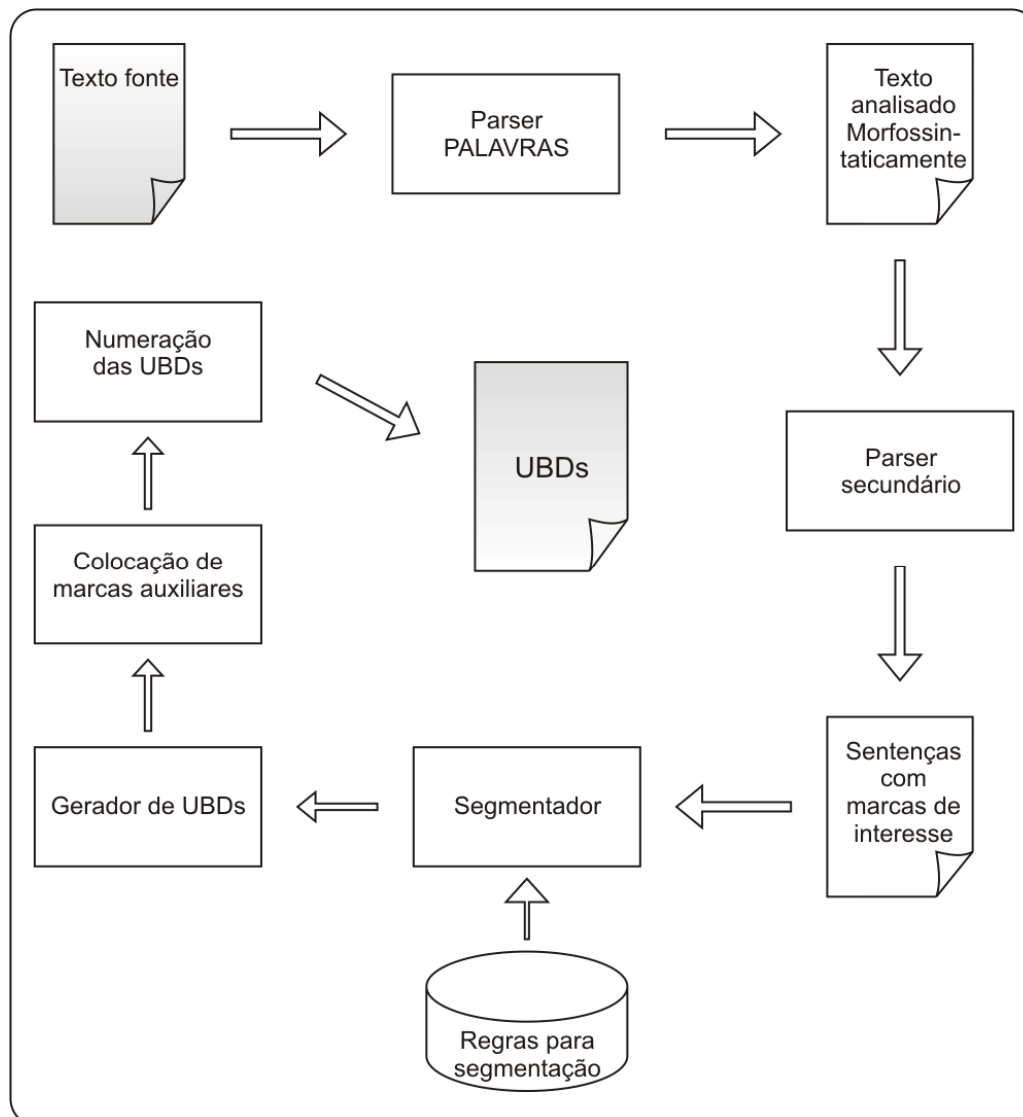 Texto fonte
Parser
PALAVRAS
Texto
analisado
Morfossin-
taticamente
Numeração
das UBDs
UBDs
Parser
secundário
Colocação de
marcas auxiliares
Gerador de UBDs
Segmentador
Sentenças
com
marcas de
interesse
Regras para
segmentação